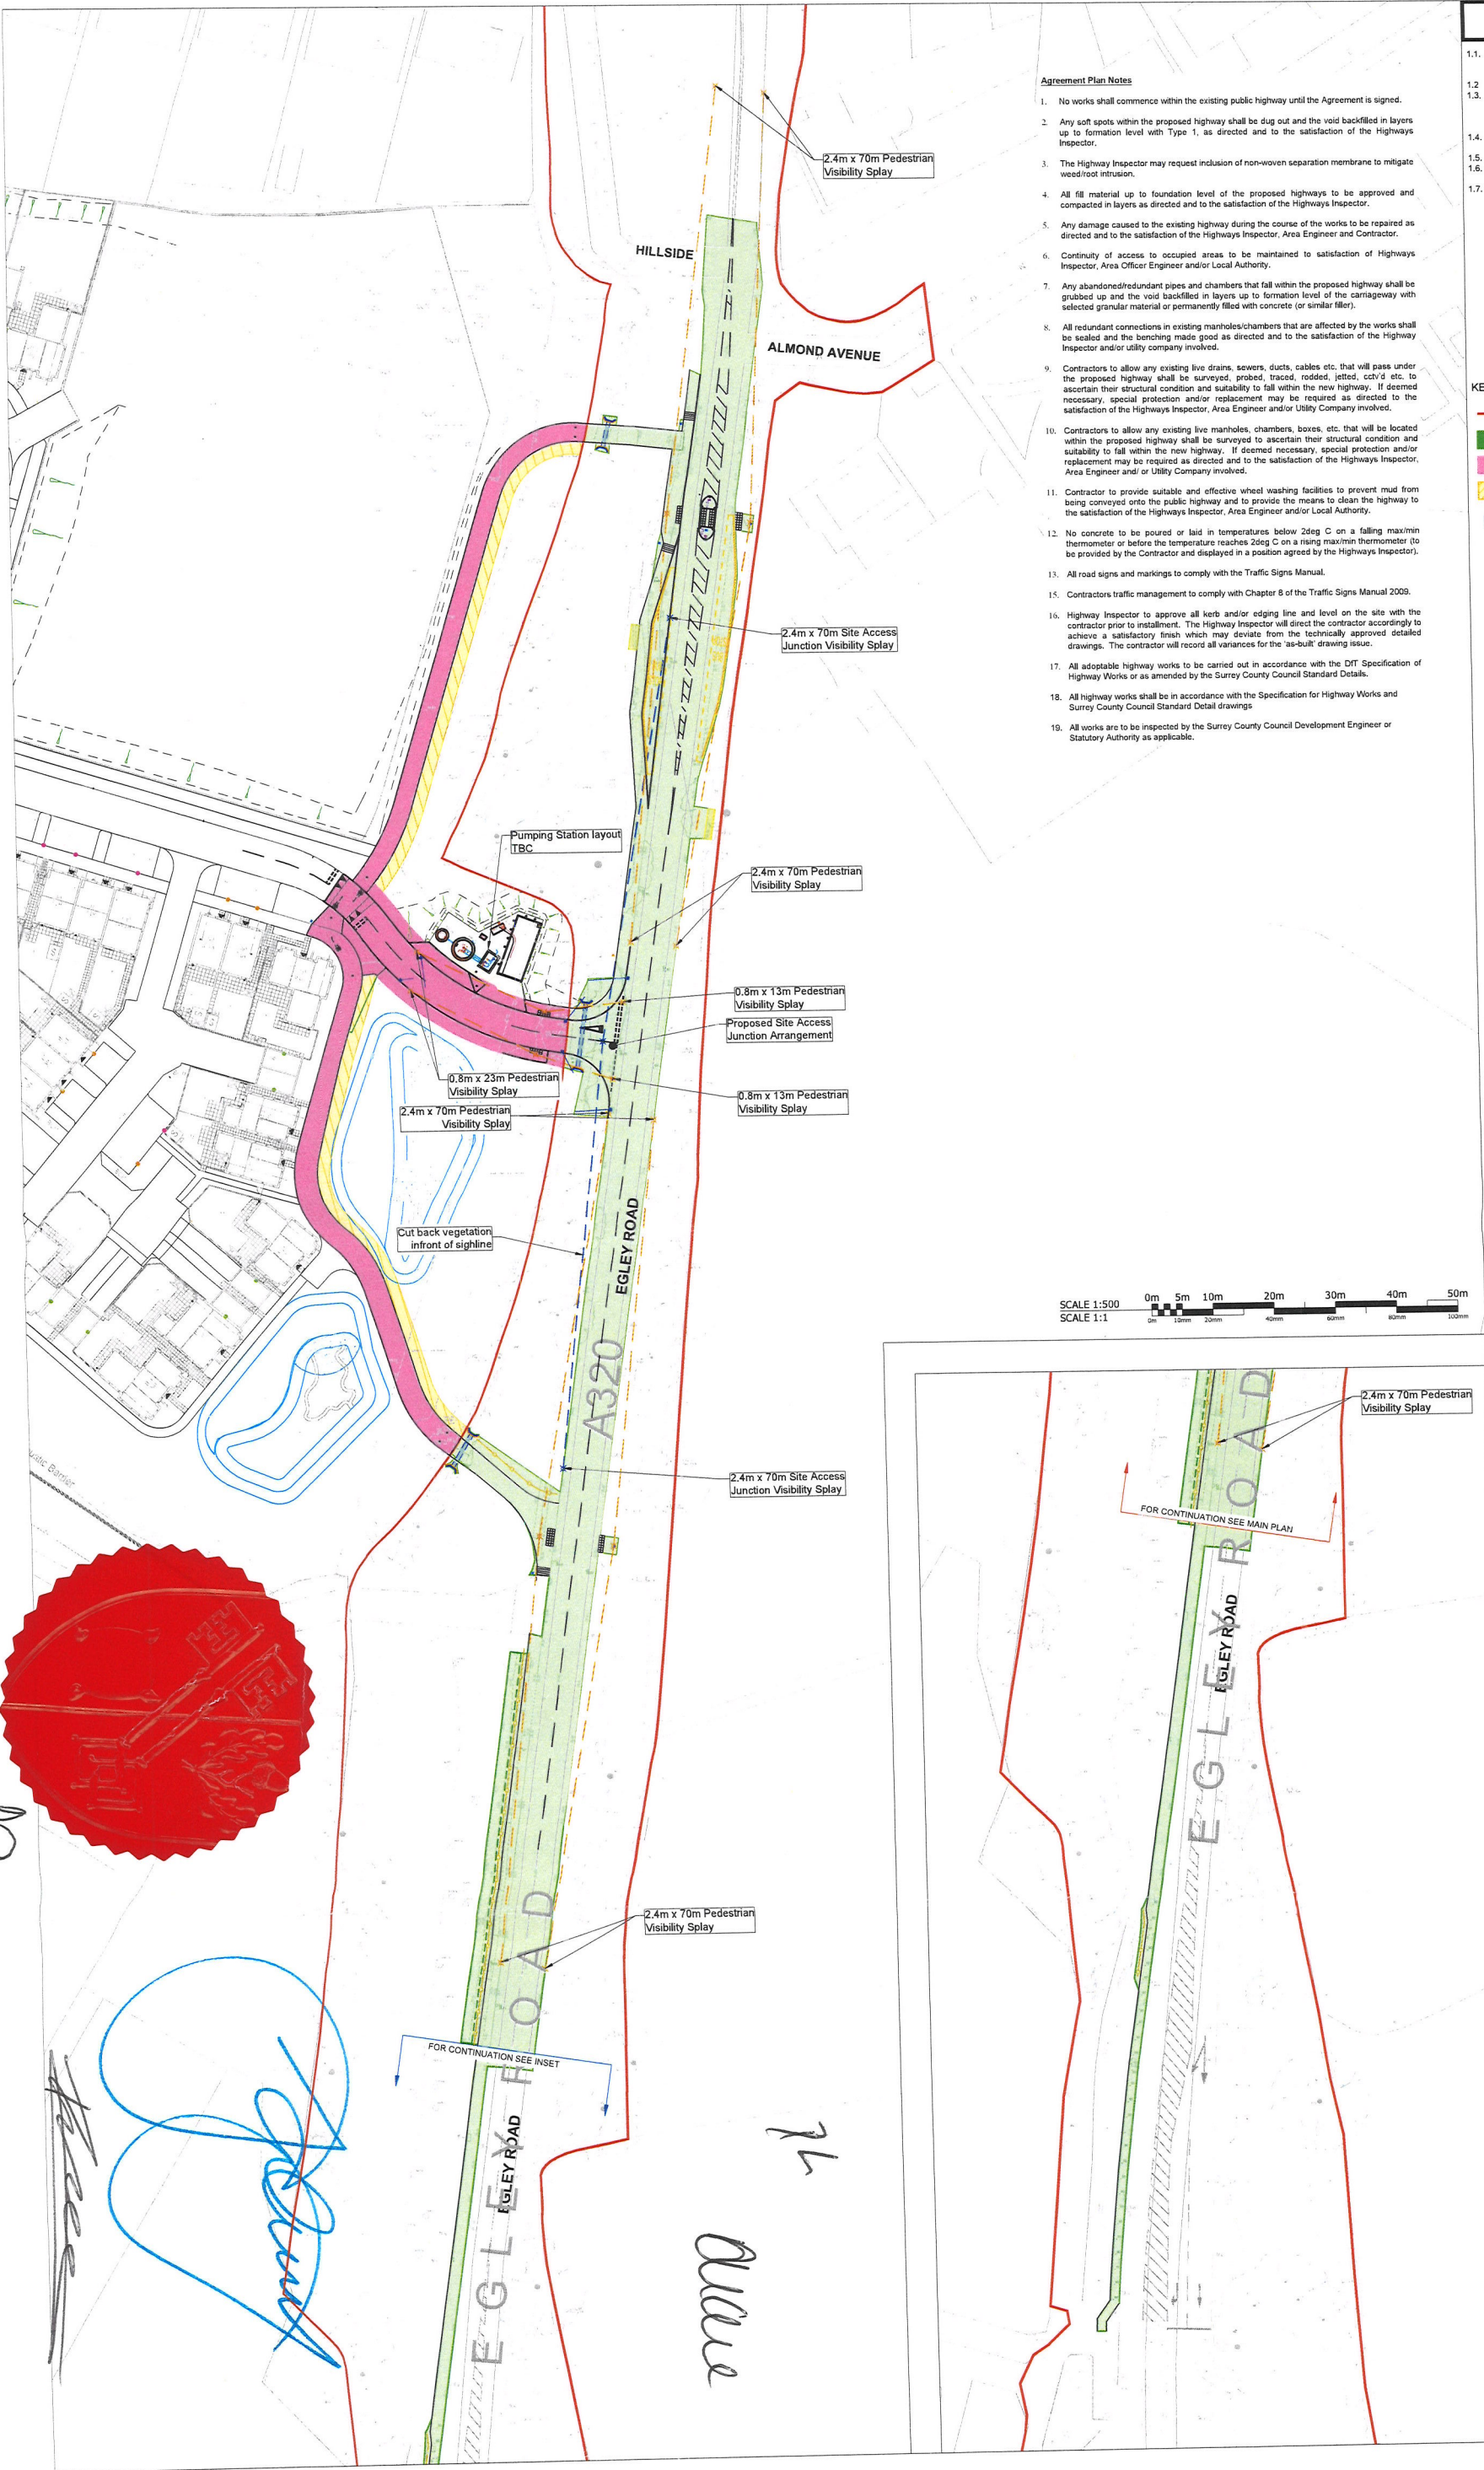 Agreement Plan Notes
1. No works shall commence within the existing public highway until the Agreement is signed.
2. Any soft spots within the proposed highway shall be dug out and the void backfilled in layers
up to formation level with Type 1, as directed and to the satisfaction of the Highways
Inspector.
3. The Highway Inspector may request inclusion of non-woven separation membrane to mitigate
weed/root intrusion.
4. All fill material up to foundation level of the proposed highways to be approved and
compacted in layers as directed and to the satisfaction of the Highways Inspector.
5. Any damage caused to the existing highway during the course of the works to be repaired as
directed and to the satisfaction of the Highways Inspector, Area Engineer and Contractor.
6. Continuity of access to occupied areas to be maintained to satisfaction of Highways
Inspector, Area Officer Engineer and/or Local Authority.
7. Any abandoned/redundant pipes and chambers that fall within the proposed highway shall be
grubbed up and the void backfilled in layers up to formation level of the carriageway with
selected granular material or permanently filled with concrete (or similar filler).
8. All redundant connections in existing manholes/chambers that are affected by the works shall
be sealed and the benching made good as directed and to the satisfaction of the Highway
Inspector and/or utility company involved.
9. Contractors to allow any existing live drains, sewers, ducts, cables etc. that will pass under
the proposed highway shall be surveyed, probed, traced, rodded, jetted, cctv'd etc. to
ascertain their structural condition and suitability to fall within the new highway. If deemed
necessary, special protection and/or replacement may be required as directed to the
satisfaction of the Highways Inspector, Area Engineer and/or Utility Company involved.
10. Contractors to allow any existing live manholes, chambers, boxes, etc. that will be located
within the proposed highway shall be surveyed to ascertain their structural condition and
suitability to fall within the new highway. If deemed necessary, special protection and/or
replacement may be required as directed and to the satisfaction of the Highways Inspector,
Area Engineer and/ or Utility Company involved.
11. Contractor to provide suitable and effective wheel washing facilities to prevent mud from
being conveyed onto the public highway and to provide the means to clean the highway to
the satisfaction of the Highways Inspector, Area Engineer and/or Local Authority.
12. No concrete to be poured or laid in temperatures below 2deg C on a falling max/min
thermometer or before the temperature reaches 2deg C on a rising max/min thermometer (to
be provided by the Contractor and displayed in a position agreed by the Highways Inspector).
13. All road signs and markings to comply with the Traffic Signs Manual.
15. Contractors traffic management to comply with Chapter 8 of the Traffic Signs Manual 2009.
16. Highway Inspector to approve all kerb and/or edging line and level on the site with the
contractor prior to installment. The Highway Inspector will direct the contractor accordingly to
achieve a satisfactory finish which may deviate from the technically approved detailed
drawings. The contractor will record all variances for the 'as-built' drawing issue.
17. All adoptable highway works to be carried out in accordance with the DfT Specification of
Highway Works or as amended by the Surrey County Council Standard Details.
18. All highway works shall be in accordance with the Specification for Highway Works and
Surrey County Council Standard Detail drawings
19. All works are to be inspected by the Surrey County Council Development Engineer or
Statutory Authority as applicable.
1.1.
1.2
1.3.
1.4.
1.5.
1.6.
1.7.
KE
2.4m x 70m Pedestrian
Visibility Splay
HILLSIDE
ALMOND AVENUE
2.4m x 70m Site Access
Junction Visibility Splay
Pumping Station layout
TBC
2.4m x 70m Pedestrian
Visibility Splay
0.8m x 13m Pedestrian
Visibility Splay
Proposed Site Access
Junction Arrangement
0.8m x 23m Pedestrian
Visibility Splay
0.8m x 13m Pedestrian
Visibility Splay
2.4m x 70m Pedestrian
Visibility Splay
Cut back vegetation
infront of sighline
EGLEY ROAD
A320
2.4m x 70m Site Access
Junction Visibility Splay
2.4m x 70m Pedestrian
Visibility Splay
FOR CONTINUATION SEE INSET
EGLEY ROAD
EGLEY ROAD
SCALE 1:500
0m 5m 10m 20m 30m 40m 50m
SCALE 1:1
0m 10mm 20mm 40mm 60mm 80mm 100mm
2.4m x 70m Pedestrian
Visibility Splay
FOR CONTINUATION SEE MAIN PLAN
EGLEY ROAD
EGLEY ROAD